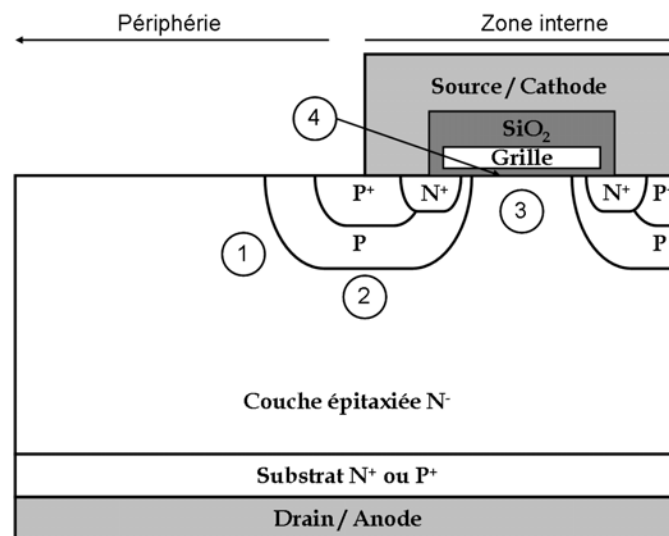 Périphérie
Zone interne
Source / Cathode
4
SiO2
Grille
P+ N+ N+ P+
3
P P
1
2
Couche épitaxiée N-
Substrat N+ ou P+
Drain / Anode